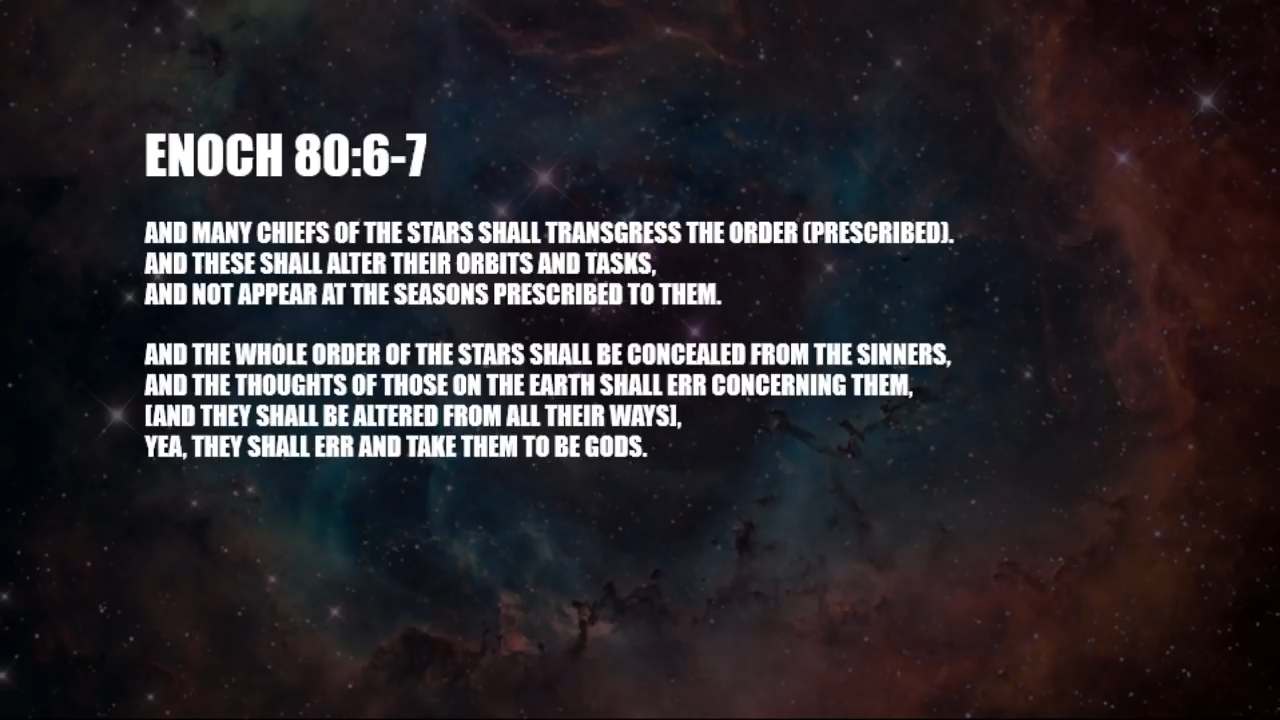 ENOCH 80:6-7
AND MANY CHIEFS OF THE STARS SHALL TRANSGRESS THE ORDER (PRESCRIBED).
AND THESE SHALL ALTER THEIR ORBITS AND TASKS,
AND NOT APPEAR AT THE SEASONS PRESCRIBED TO THEM.
AND THE WHOLE ORDER OF THE STARS SHALL BE CONCEALED FROM THE SINNERS,
AND THE THOUGHTS OF THOSE ON THE EARTH SHALL ERR CONCERNING THEM,
[AND THEY SHALL BE ALTERED FROM ALL THEIR WAYS],
YEA, THEY SHALL ERR AND TAKE THEM TO BE GODS.